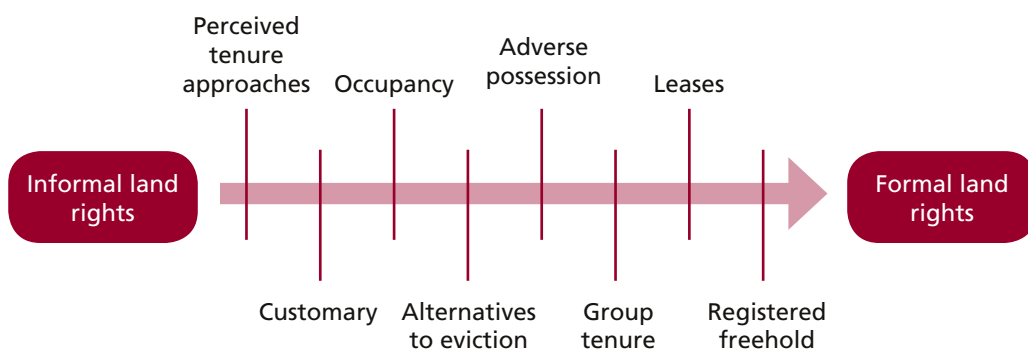 Perceived
tenure
approaches
Occupancy
Adverse
possession
Leases
Informal land
rights
Formal land
rights
Customary
Alternatives
to eviction
Group
tenure
Registered
freehold